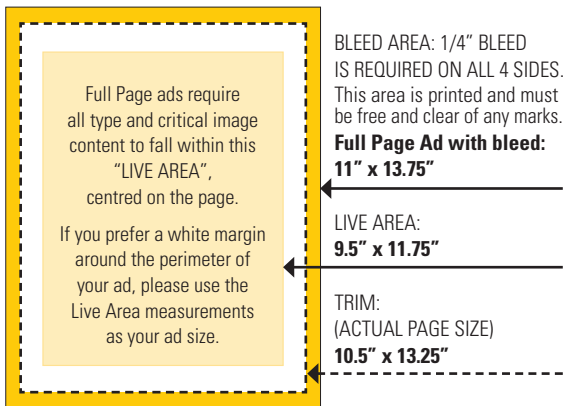 Full Page ads require
all type and critical image
content to fall within this
“LIVE AREA”,
centred on the page.
If you prefer a white margin
around the perimeter of
your ad, please use the
Live Area measurements
as your ad size.
BLEED AREA: 1/4” BLEED
IS REQUIRED ON ALL 4 SIDES.
This area is printed and must
be free and clear of any marks.
Full Page Ad with bleed:
11” x 13.75”
LIVE AREA:
9.5” x 11.75”
TRIM:
(ACTUAL PAGE SIZE)
10.5” x 13.25”